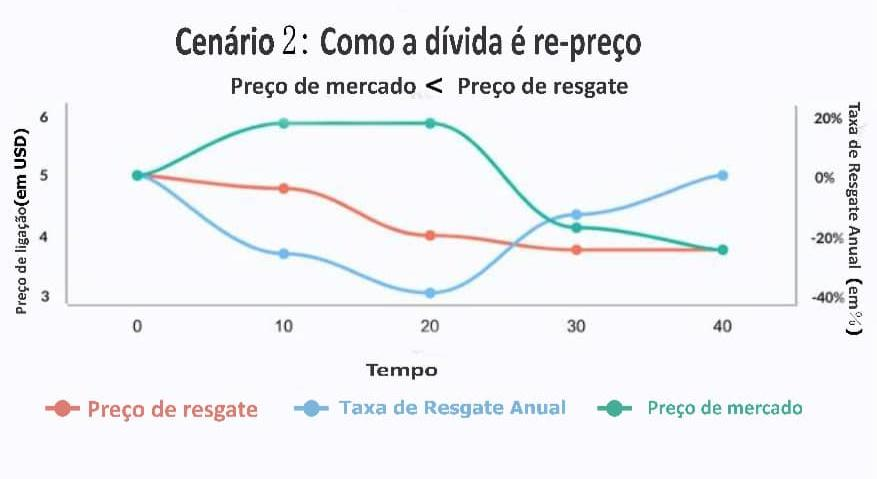 Cenário 2: Como a dívida é re-preço
Preço de mercado < Preço de resgate
Preço de ligação(em USD)
6
5
4
3
20%
0%
-20%
-40%
Taxa de Resgate Anual (em%)
0 10 20 30 40
Tempo
Preço de resgate Taxa de Resgate Anual Preço de mercado